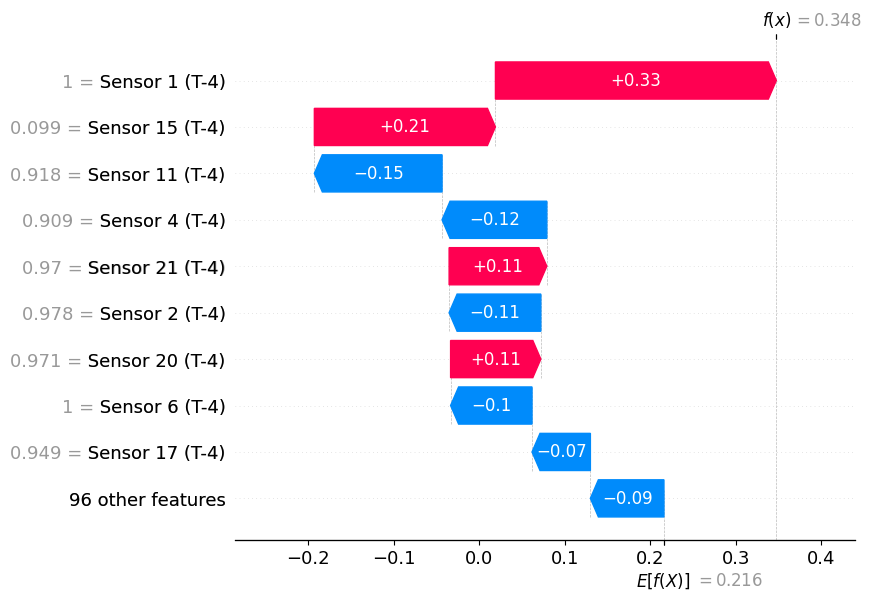 f(x) = 0.348
1 = Sensor 1 (T-4) +0.33
0.099 = Sensor 15 (T-4) +0.21
0.918 = Sensor 11 (T-4) −0.15
0.909 = Sensor 4 (T-4) −0.12
0.97 = Sensor 21 (T-4) +0.11
0.978 = Sensor 2 (T-4) −0.11
0.971 = Sensor 20 (T-4) +0.11
1 = Sensor 6 (T-4) −0.1
0.949 = Sensor 17 (T-4) −0.07
96 other features −0.09
−0.2 −0.1 0.0 0.1 0.2 0.3 0.4
E[f(X)] = 0.216